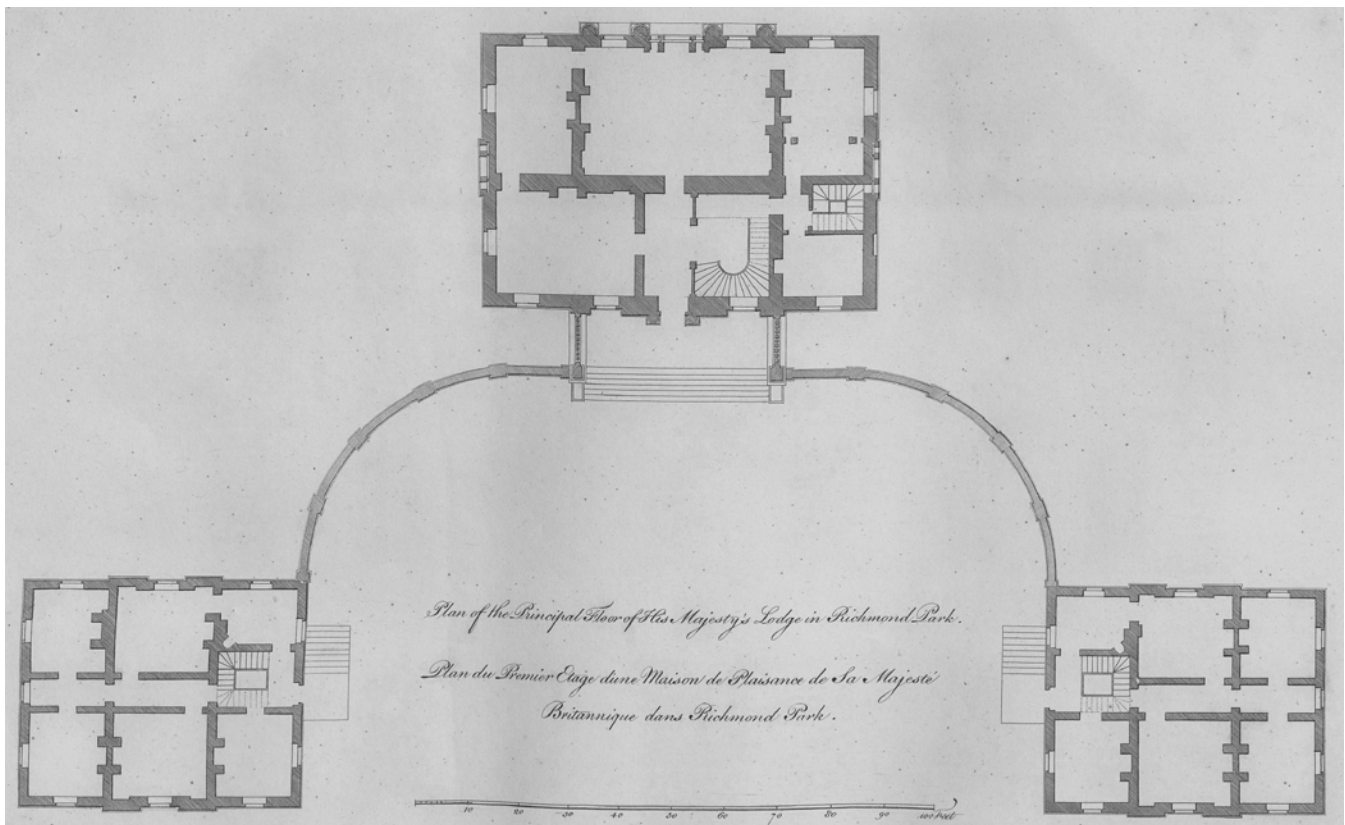 Plan of the Principal Floor of His Majesty's Lodge in Richmond Park.
Plan du Premier Etage dune Maison de Plaisance de Sa Majesté
Britannique dans Richmond Park.
10 20 30 40 50 60 70 80 90 100 Feet